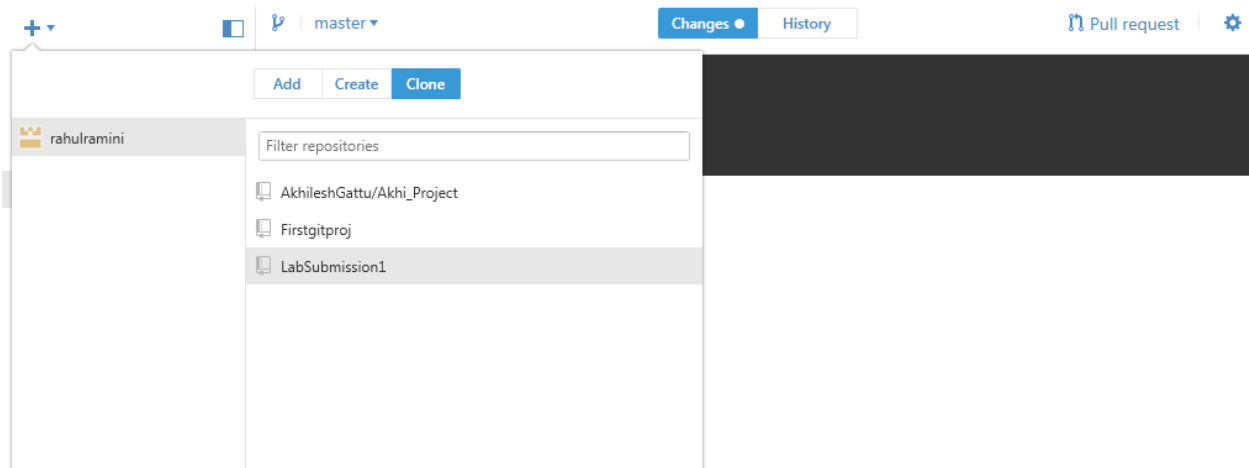 master
Changes
History
Pull request
Add
Create
Clone
rahulramini
Filter repositories
AkhileshGattu/Akhi_Project
Firstgitproj
LabSubmission1